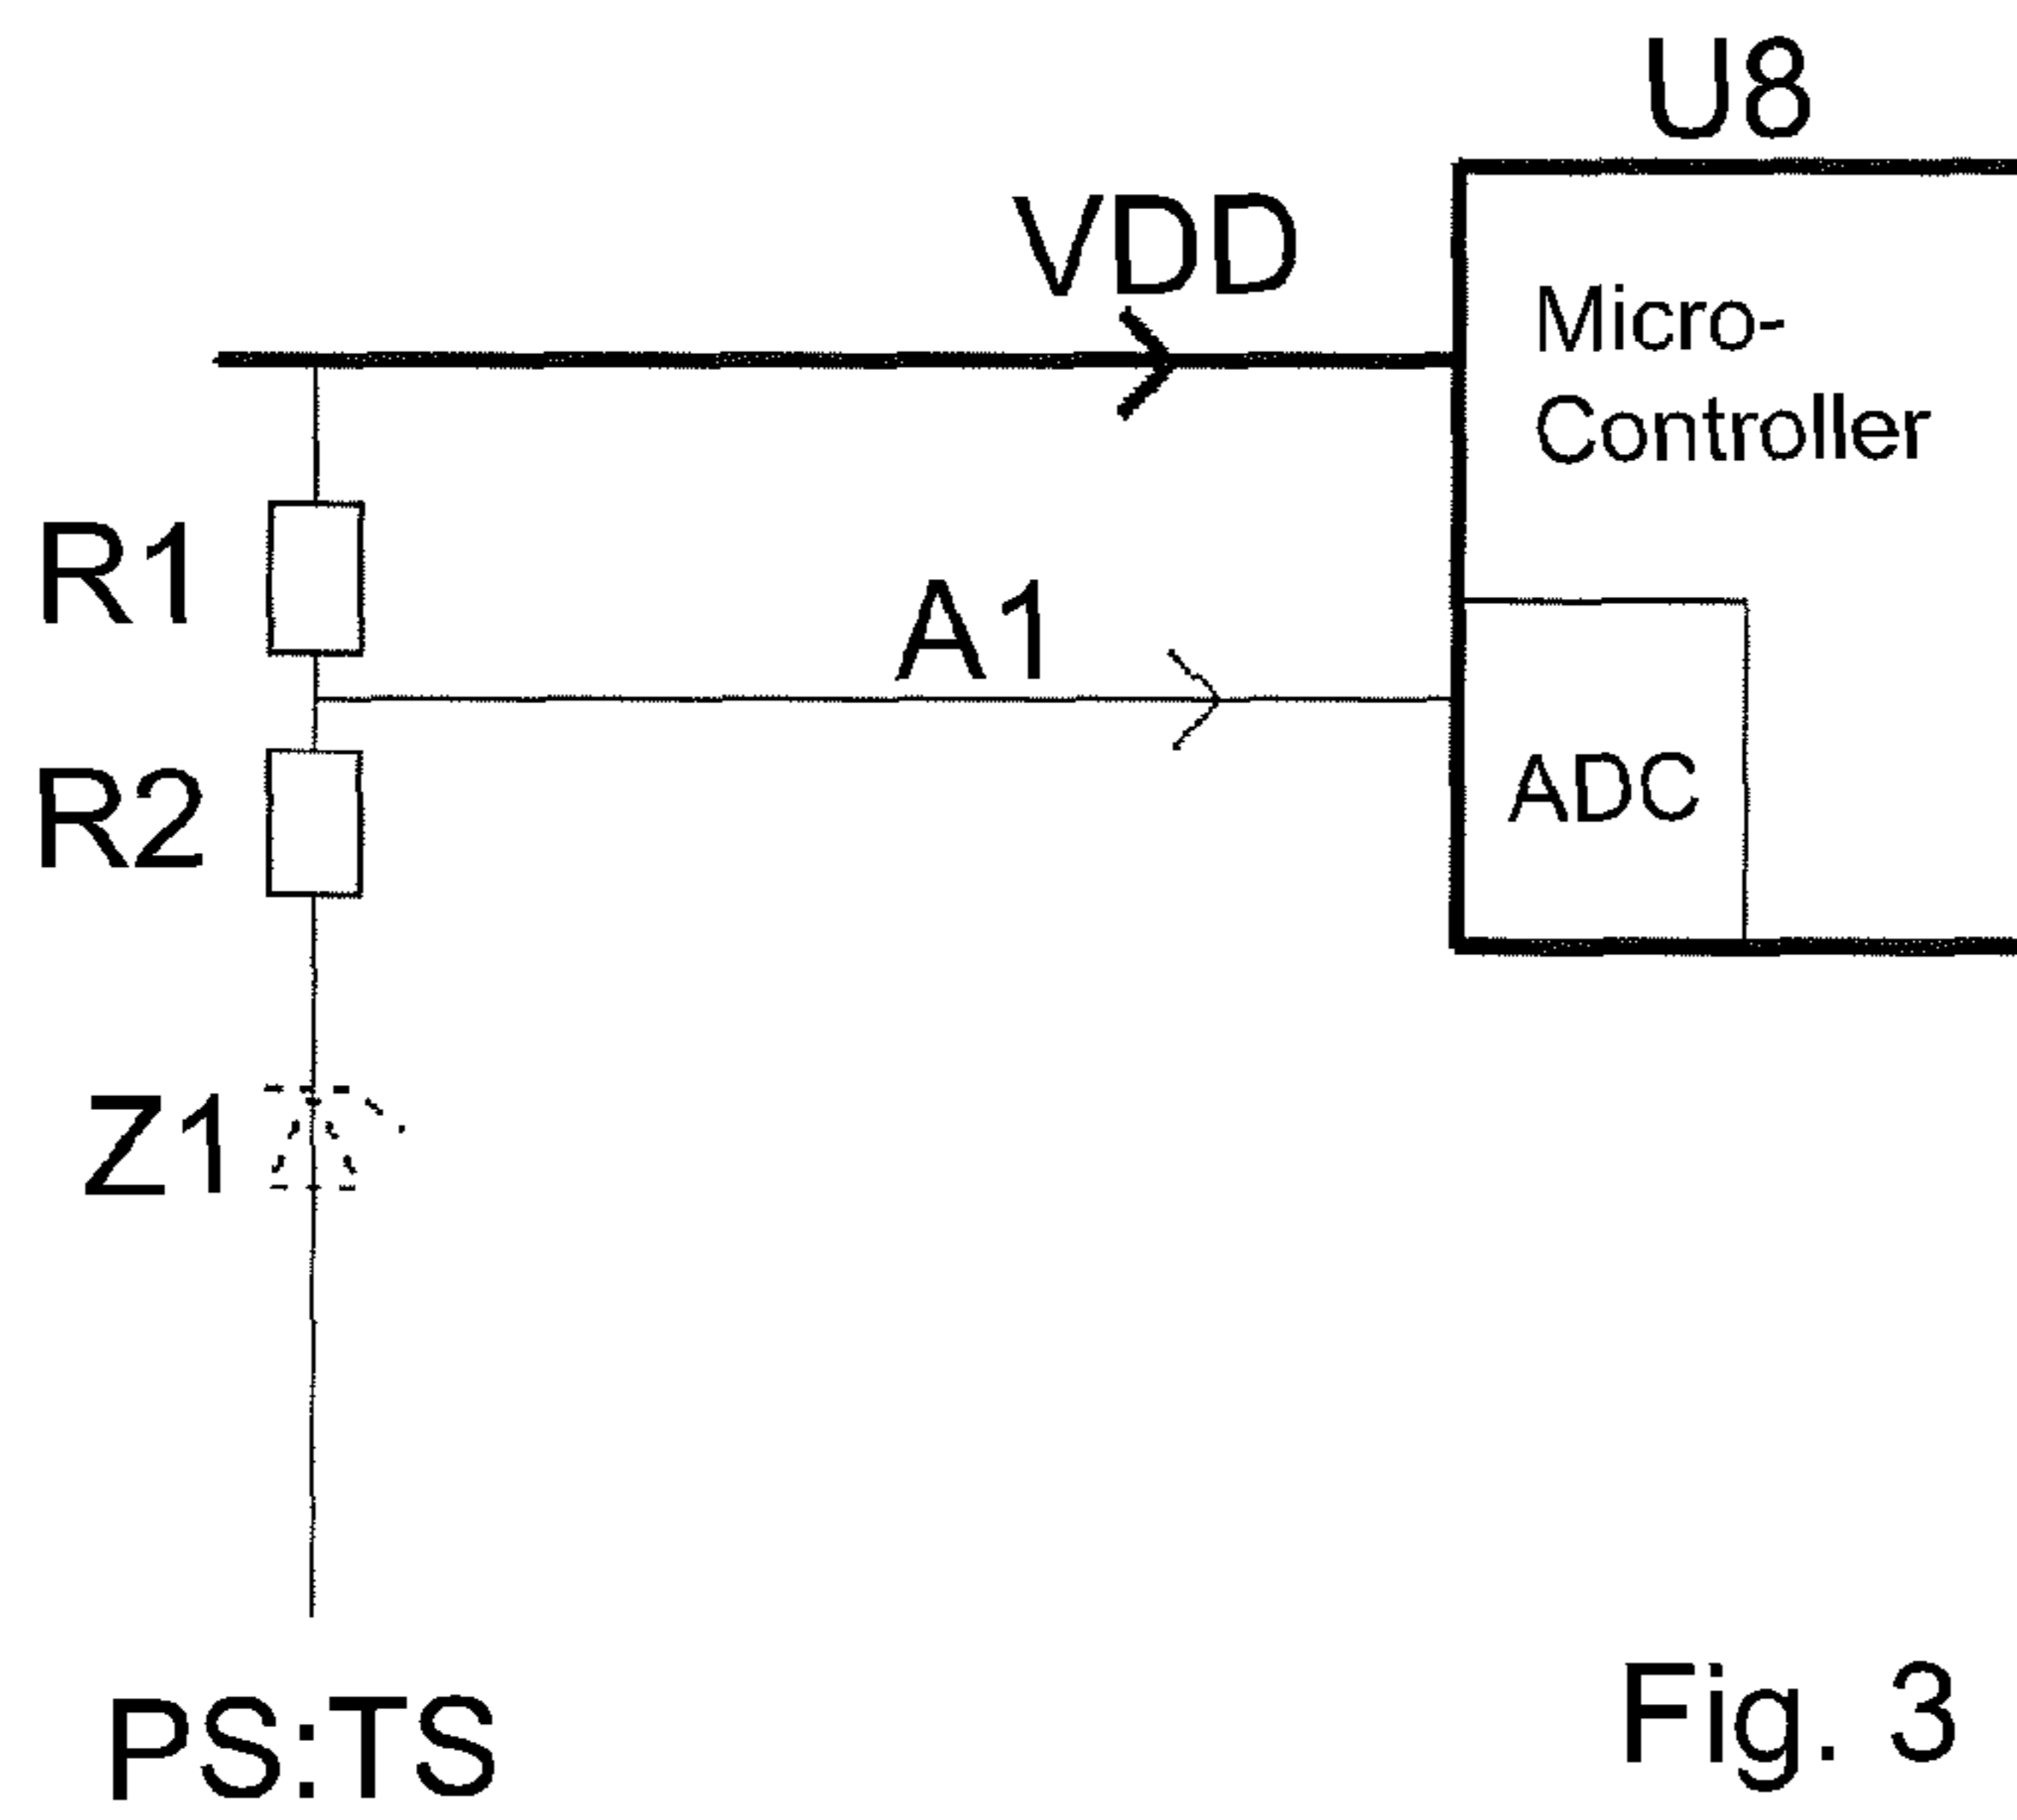 U8
VDD
Micro-
Controller
R1
A1
R2
ADC
Z1
PS:TS
Fig. 3